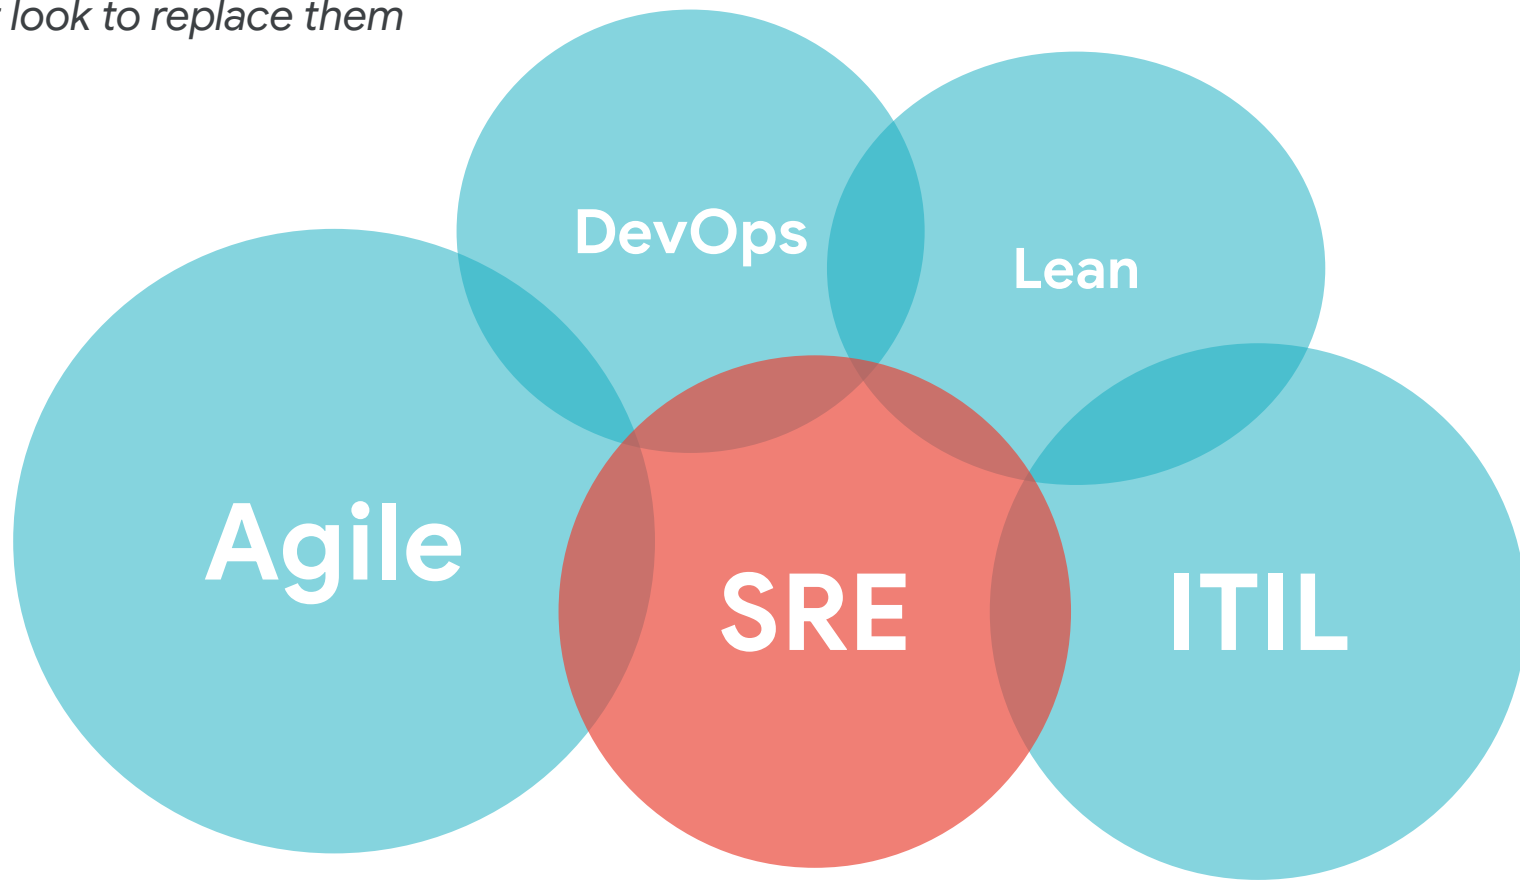 look to replace them
DevOps
Lean
Agile
SRE
ITIL